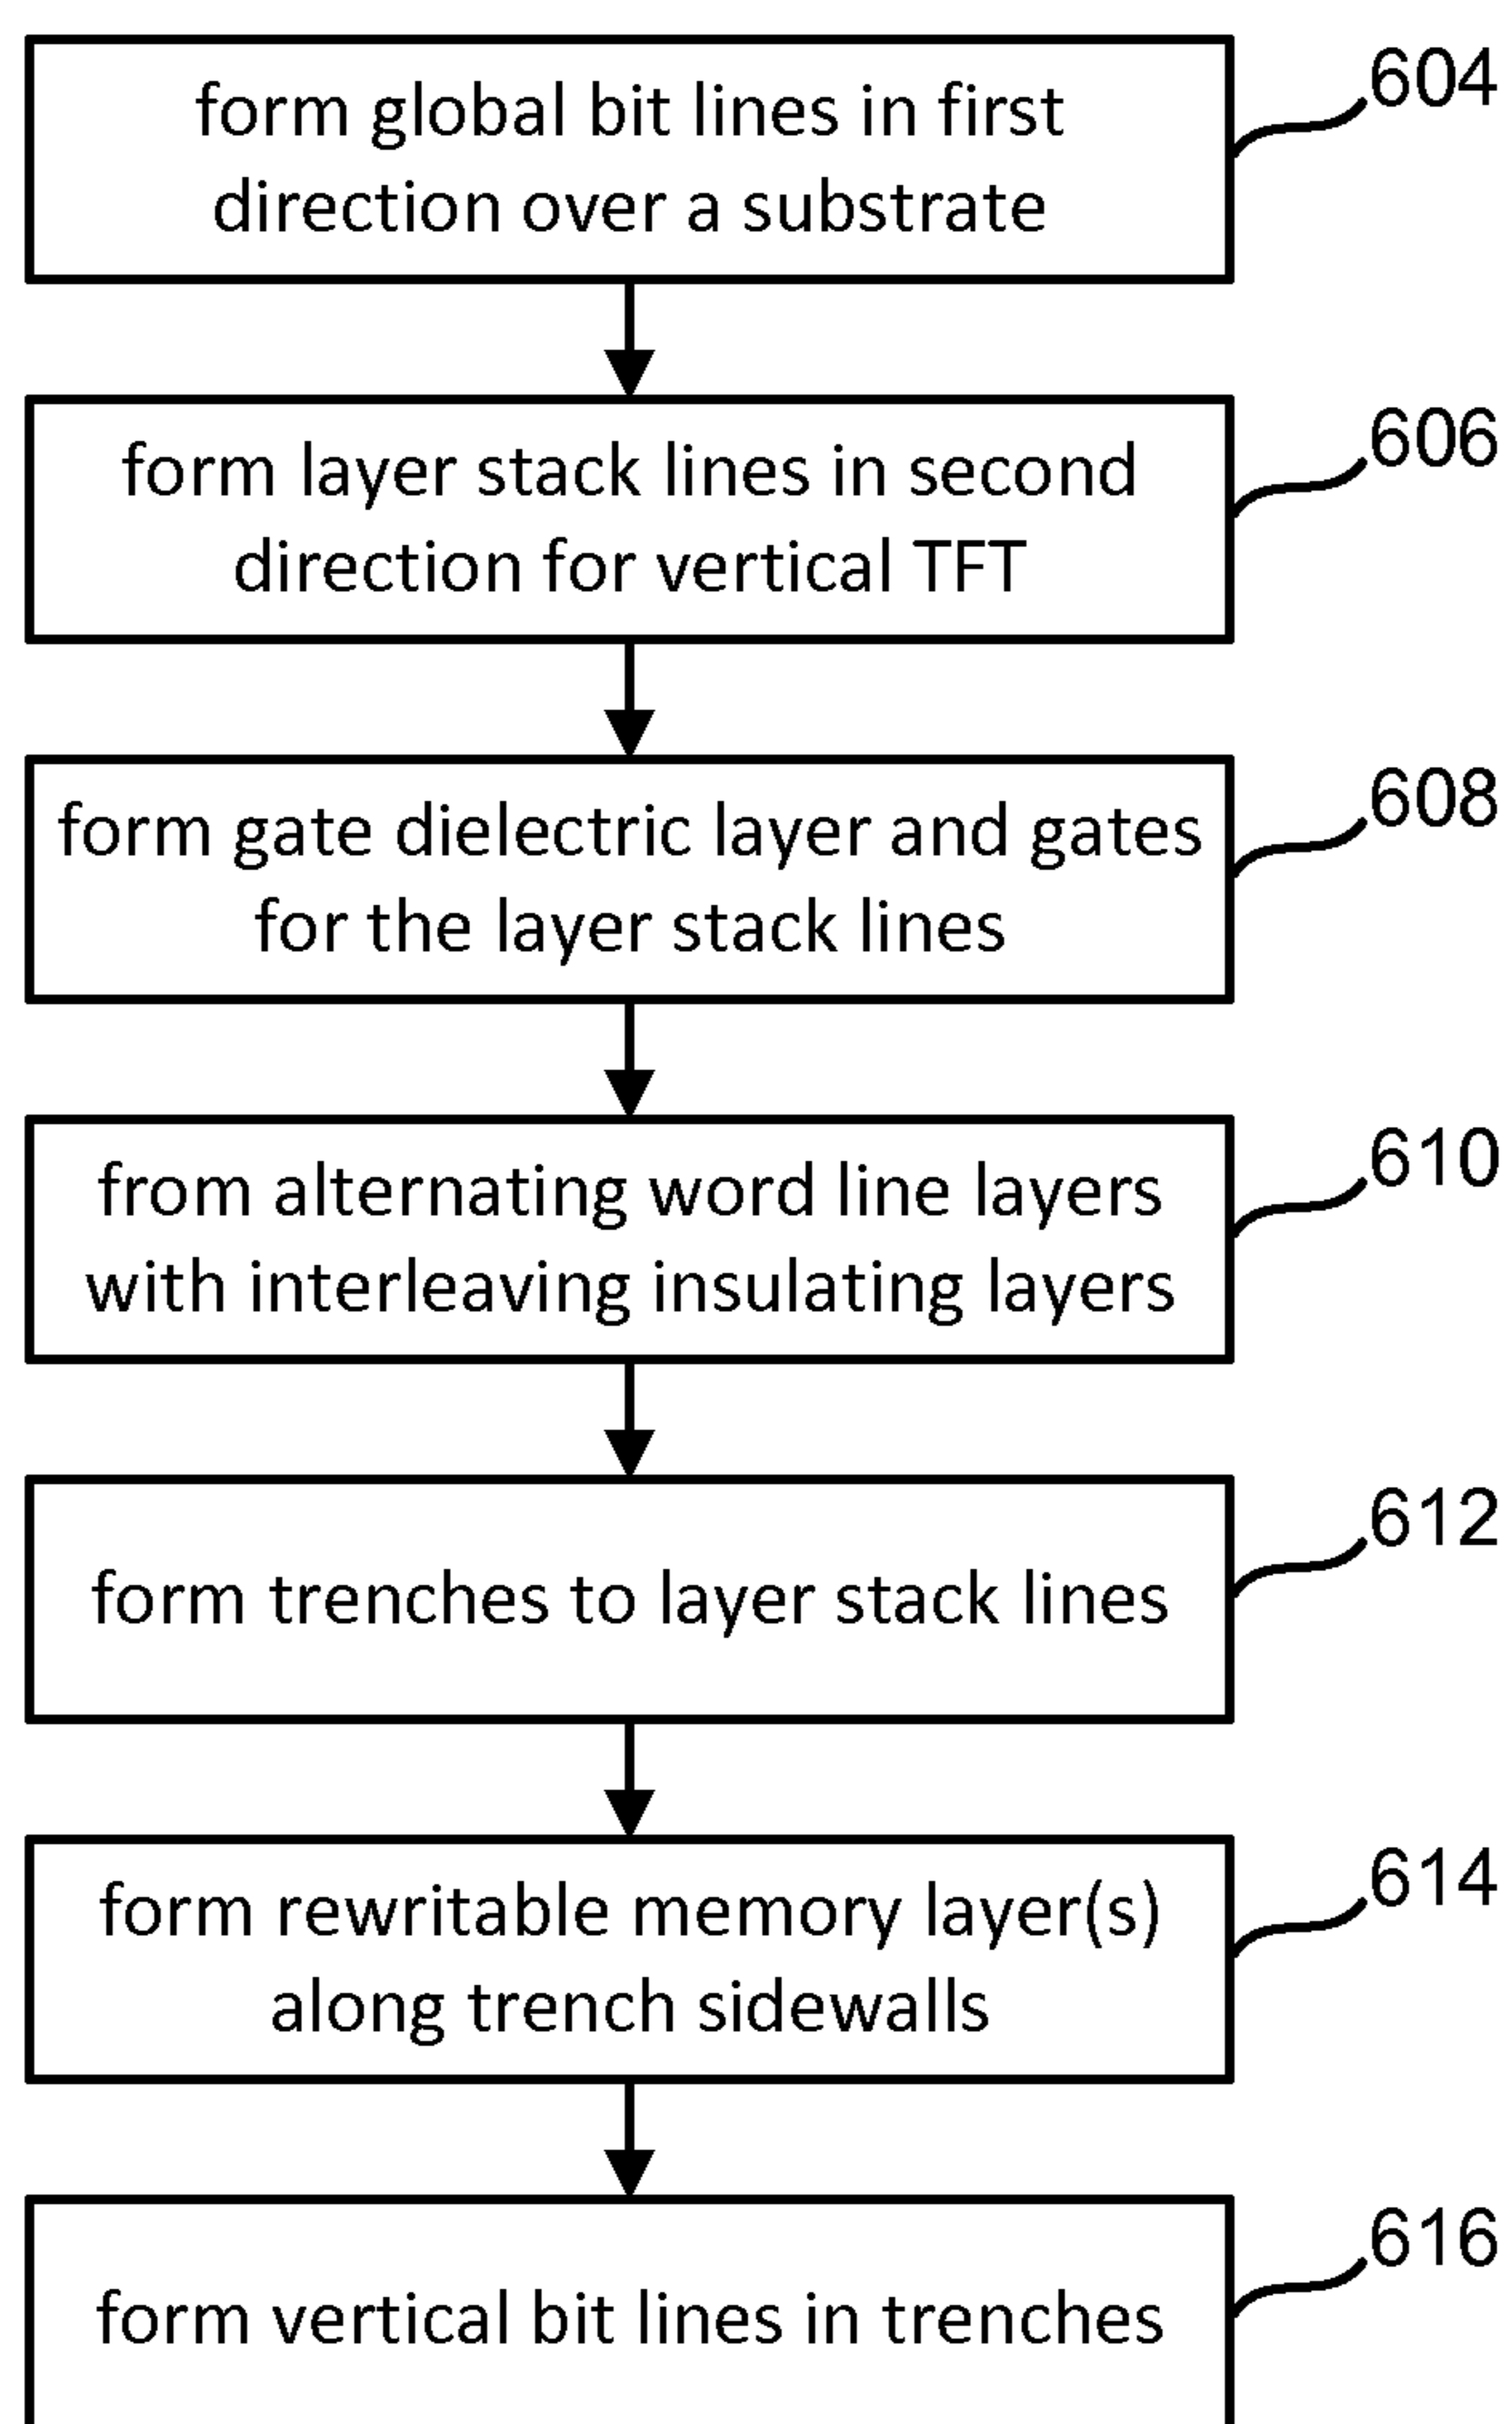 form global bit lines in first
direction over a substrate
604
form layer stack lines in second
direction for vertical TFT
606
form gate dielectric layer and gates
for the layer stack lines
608
from alternating word line layers
with interleaving insulating layers
610
form trenches to layer stack lines
612
form rewritable memory layer(s)
along trench sidewalls
614
form vertical bit lines in trenches
616